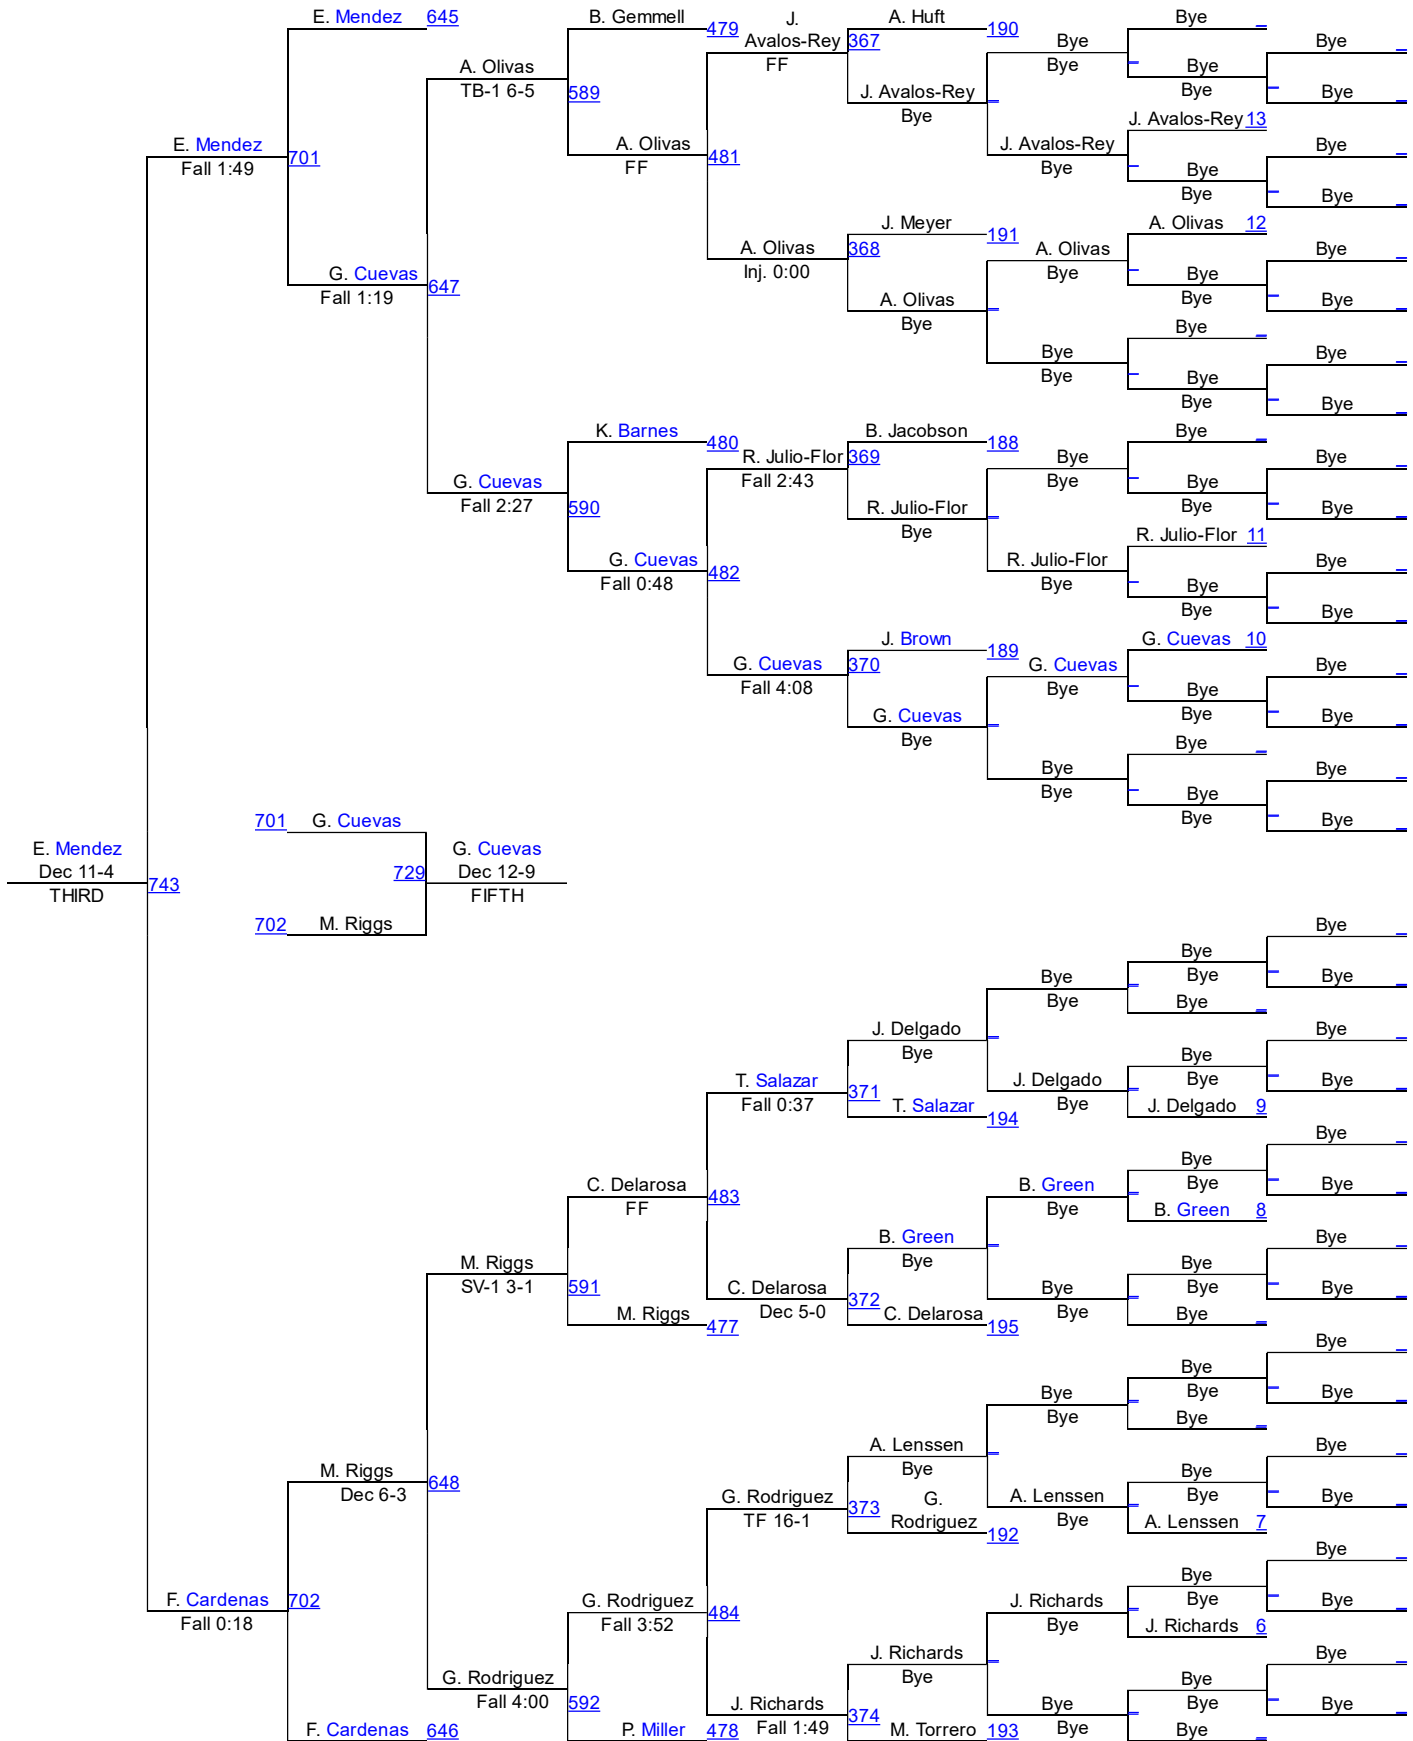 E. Mendez 645
B. Gemmell 479
J. Avalos-Rey 367
FF
A. Huft 190
Bye
Bye
Bye
Bye
Bye
Bye
Bye
A. Olivas
TB-1 6-5
589
J. Avalos-Rey
Bye
J. Avalos-Rey 13
E. Mendez
Fall 1:49
701
A. Olivas
FF
481
J. Avalos-Rey
Bye
Bye
Bye
Bye
Bye
J. Meyer 191
A. Olivas 12
A. Olivas
Inj. 0:00
368
A. Olivas
Bye
Bye
Bye
Bye
Bye
G. Cuevas
Fall 1:19
647
A. Olivas
Bye
Bye
Bye
Bye
Bye
Bye
Bye
Bye
K. Barnes 480
B. Jacobson 188
Bye
R. Julio-Flor 369
Fall 2:43
Bye
Bye
Bye
Bye
Bye
Bye
G. Cuevas
Fall 2:27
590
R. Julio-Flor
Bye
R. Julio-Flor 11
G. Cuevas
Fall 0:48
482
R. Julio-Flor
Bye
Bye
Bye
Bye
Bye
J. Brown 189
G. Cuevas 10
G. Cuevas
Fall 4:08
370
G. Cuevas
Bye
Bye
Bye
Bye
Bye
G. Cuevas
Bye
Bye
Bye
Bye
Bye
Bye
Bye
Bye
701 G. Cuevas
E. Mendez
Dec 11-4
THIRD
743
729
G. Cuevas
Dec 12-9
FIFTH
702 M. Riggs
Bye
Bye
Bye
Bye
Bye
Bye
Bye
J. Delgado
Bye
Bye
Bye
Bye
Bye
T. Salazar
Fall 0:37
371
T. Salazar 194
J. Delgado
Bye
J. Delgado 9
Bye
Bye
Bye
Bye
C. Delarosa
FF
483
B. Green
Bye
B. Green 8
B. Green
Bye
Bye
M. Riggs
SV-1 3-1
591
C. Delarosa
Dec 5-0
372
Bye
Bye
Bye
Bye
Bye
Bye
M. Riggs 477
C. Delarosa 195
Bye
Bye
Bye
Bye
Bye
Bye
Bye
A. Lenssen
Bye
Bye
M. Riggs
Dec 6-3
648
Bye
Bye
Bye
G. Rodriguez
TF 16-1
373
G. Rodriguez 192
A. Lenssen
Bye
A. Lenssen 7
Bye
F. Cardenas
Fall 0:18
702
G. Rodriguez
Fall 3:52
484
J. Richards
Bye
Bye
Bye
Bye
J. Richards 6
J. Richards
Bye
Bye
G. Rodriguez
Fall 4:00
592
J. Richards
Fall 1:49
374
Bye
Bye
Bye
Bye
Bye
F. Cardenas 646
P. Miller 478
M. Torrero 193
Bye